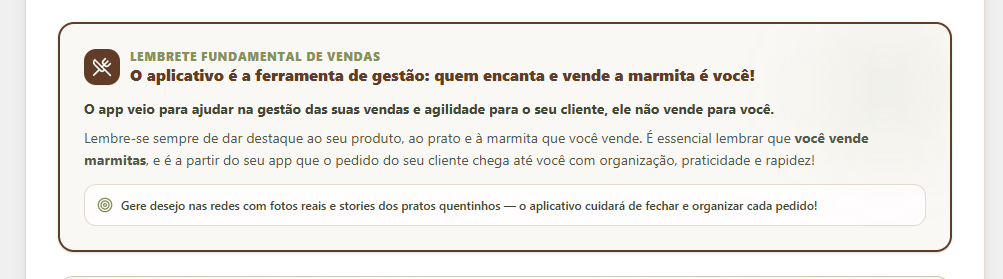 LEMBRETE FUNDAMENTAL DE VENDAS
O aplicativo é a ferramenta de gestão: quem encanta e vende a marmita é você!
O app veio para ajudar na gestão das suas vendas e agilidade para o seu cliente, ele não vende para você.
Lembre-se sempre de dar destaque ao seu produto, ao prato e à marmita que você vende. É essencial lembrar que você vende
marmitas, e é a partir do seu app que o pedido do seu cliente chega até você com organização, praticidade e rapidez!
Gere desejo nas redes com fotos reais e stories dos pratos quentinhos — o aplicativo cuidará de fechar e organizar cada pedido!